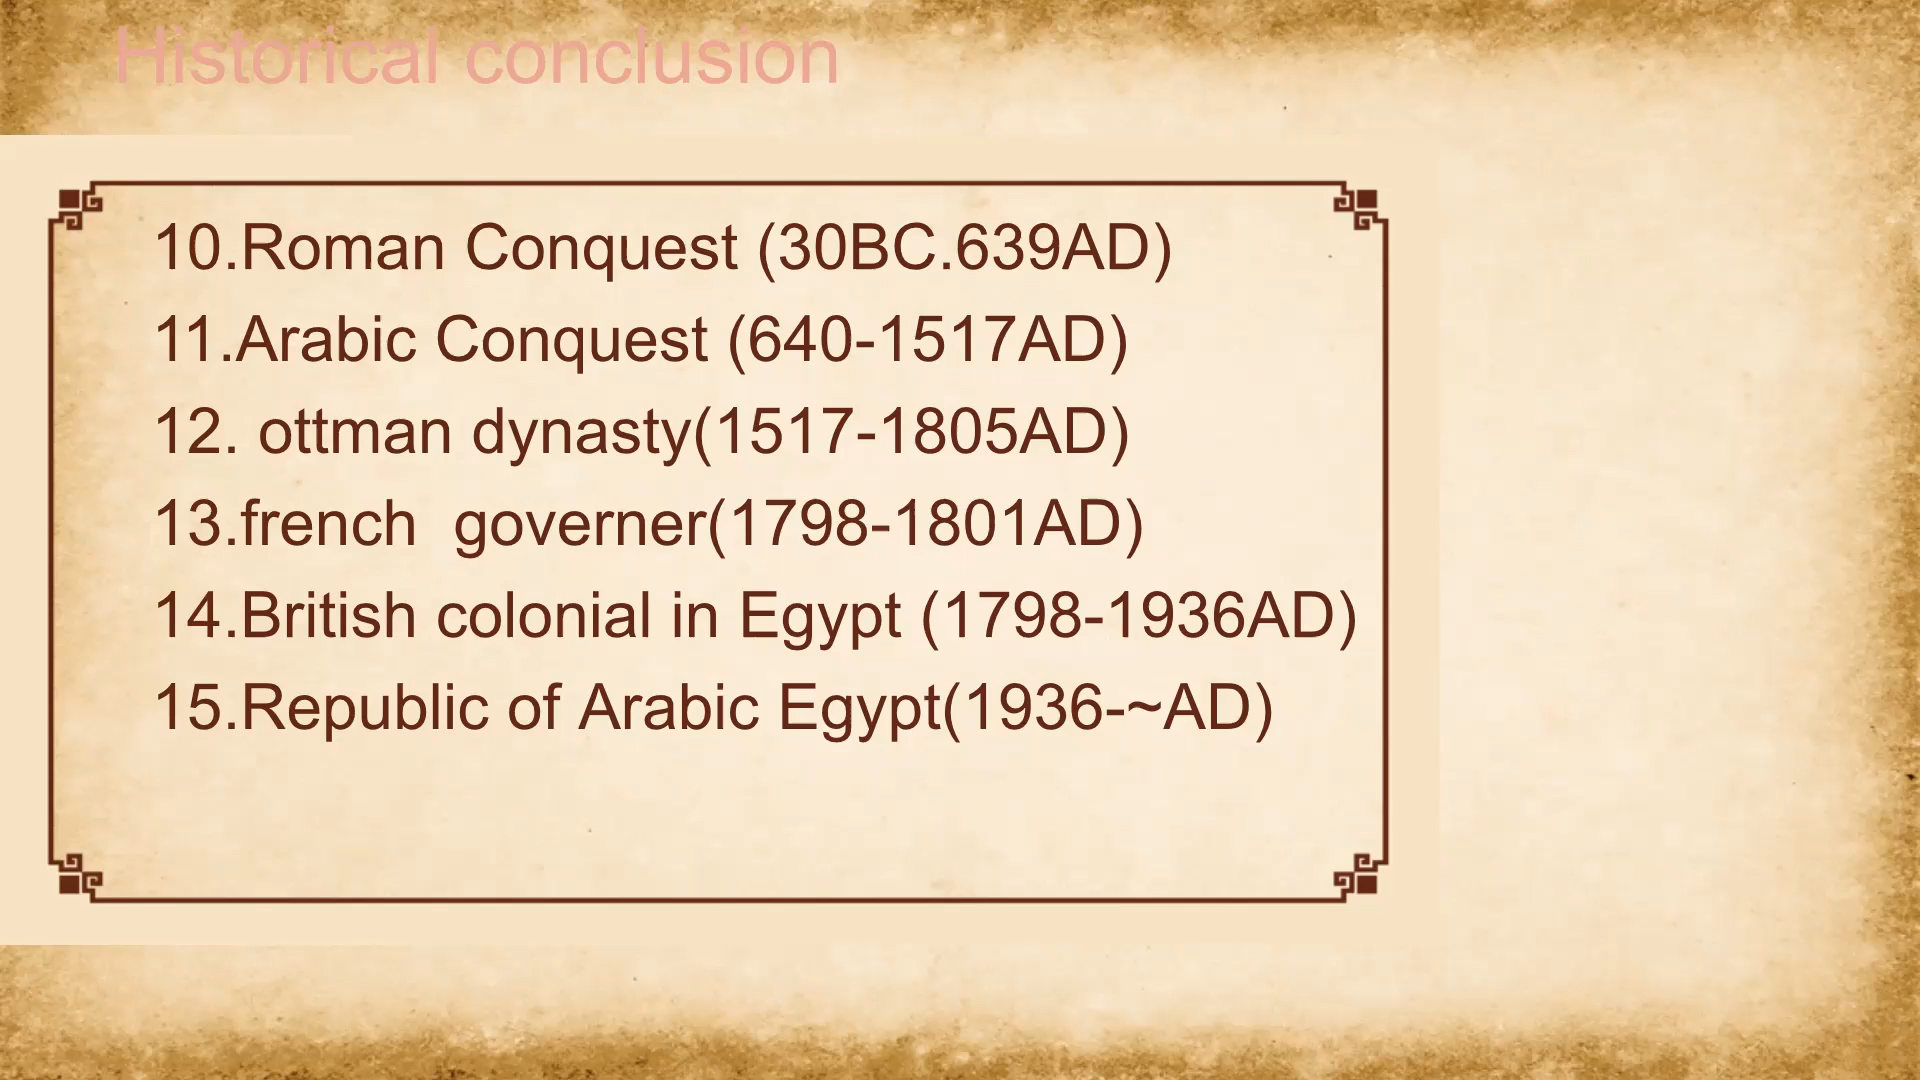 Historical conclusion
10.Roman Conquest (30BC.639AD)
11.Arabic Conquest (640-1517AD)
12. ottman dynasty(1517-1805AD)
13.french  governer(1798-1801AD)
14.British colonial in Egypt (1798-1936AD)
15.Republic of Arabic Egypt(1936-~AD)